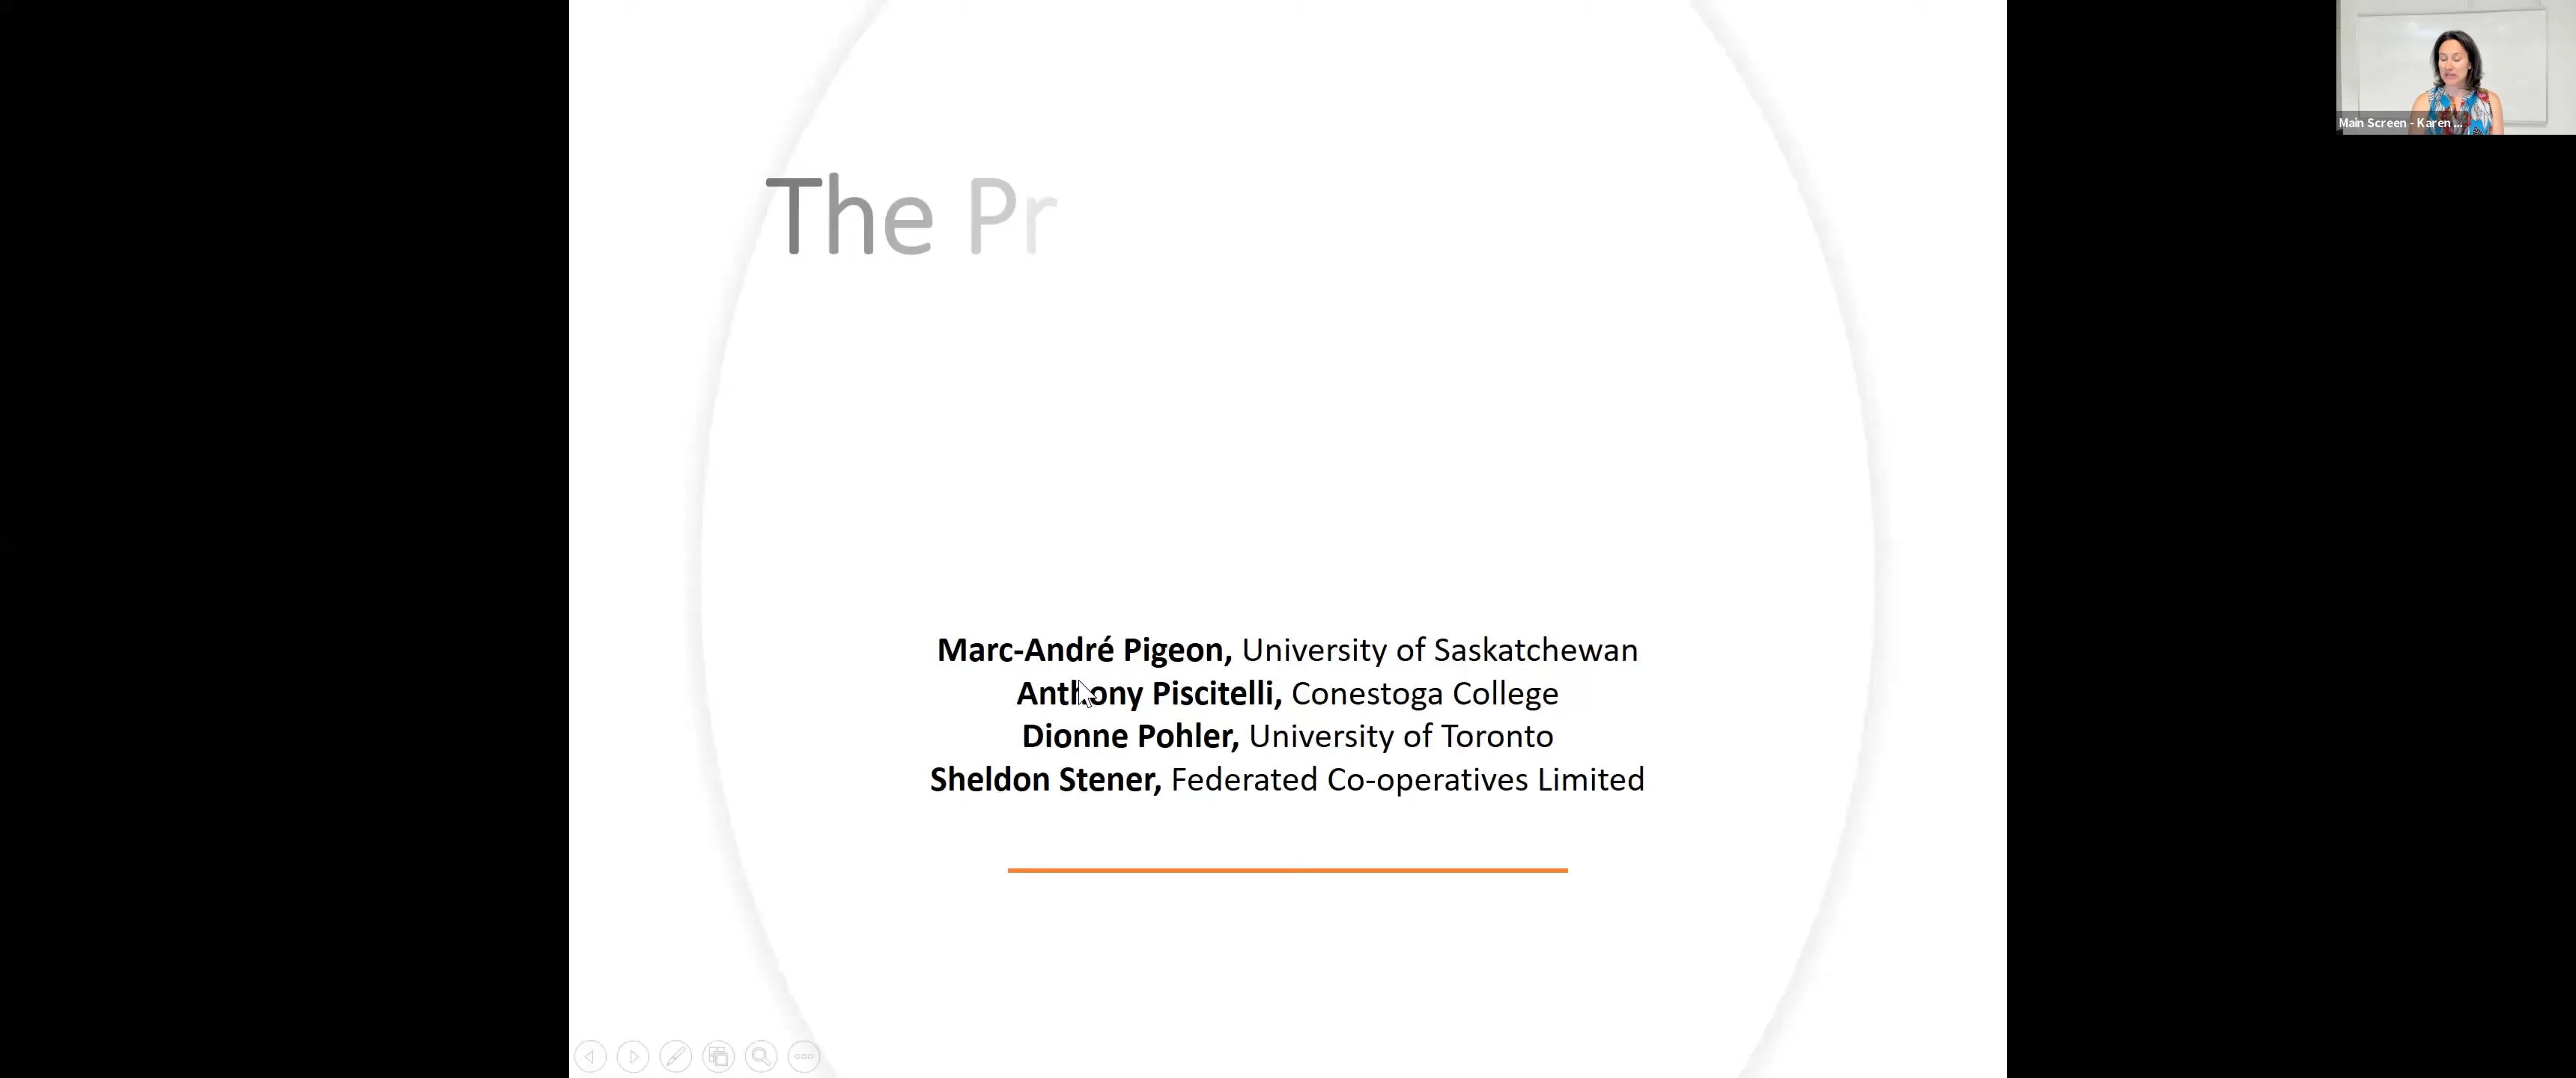 Main Screen - Karen ...
The Pr
Marc-André Pigeon, University of Saskatchewan
Anthony Piscitelli, Conestoga College
Dionne Pohler, University of Toronto
Sheldon Stener, Federated Co-operatives Limited